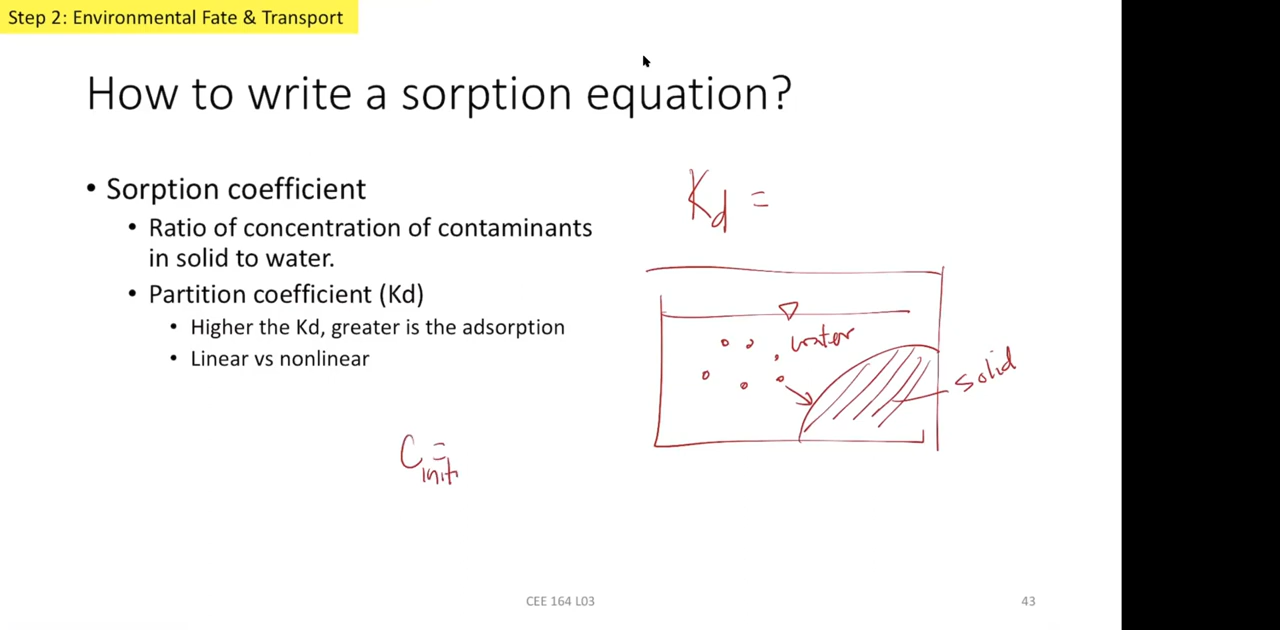 Step 2: Environmental Fate & Transport
How to write a sorption equation?
• Sorption coefficient
• Ratio of concentration of contaminants
in solid to water.
• Partition coefficient (Kd)
• Higher the Kd, greater is the adsorption
• Linear vs nonlinear
Kd =
water
solid
C init =
CEE 164 L03
43